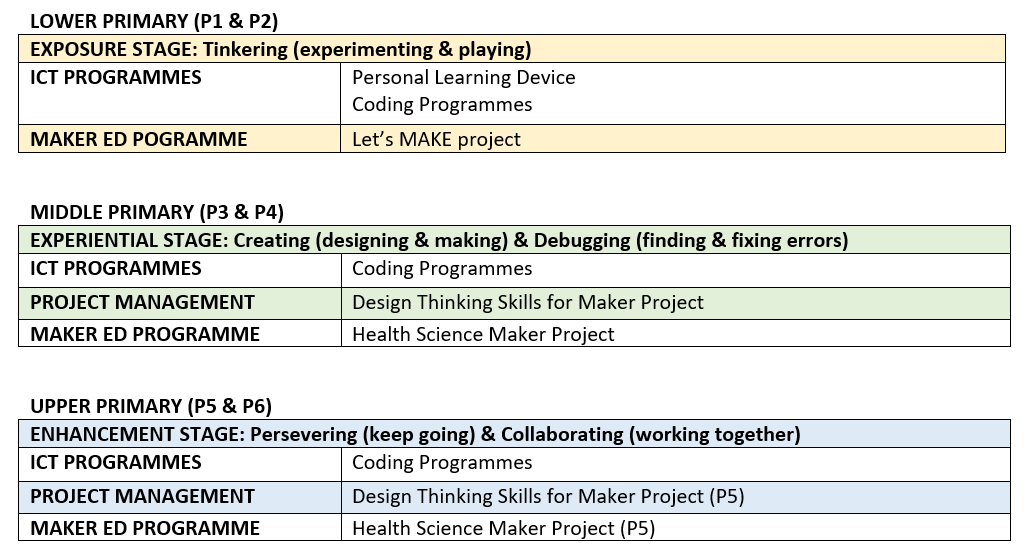 LOWER PRIMARY (P1 & P2)
EXPOSURE STAGE: Tinkering (experimenting & playing)
ICT PROGRAMMES Personal Learning Device
Coding Programmes
MAKER ED POGRAMME Let’s MAKE project
MIDDLE PRIMARY (P3 & P4)
EXPERIENTIAL STAGE: Creating (designing & making) & Debugging (finding & fixing errors)
ICT PROGRAMMES Coding Programmes
PROJECT MANAGEMENT Design Thinking Skills for Maker Project
MAKER ED PROGRAMME Health Science Maker Project
UPPER PRIMARY (P5 & P6)
ENHANCEMENT STAGE: Persevering (keep going) & Collaborating (working together)
ICT PROGRAMMES Coding Programmes
PROJECT MANAGEMENT Design Thinking Skills for Maker Project (P5)
MAKER ED PROGRAMME Health Science Maker Project (P5)